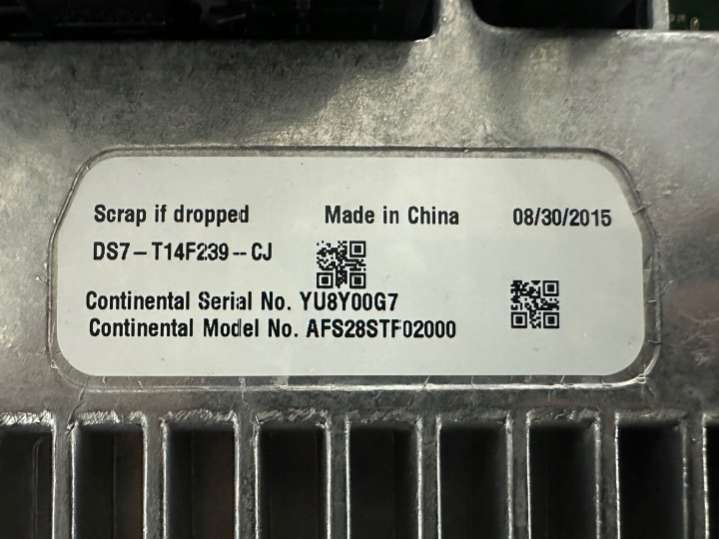 Scrap if dropped Made in China 08/30/2015
DS7-T14F239-CJ
Continental Serial No. YU8Y00G7
Continental Model No. AFS28STF02000